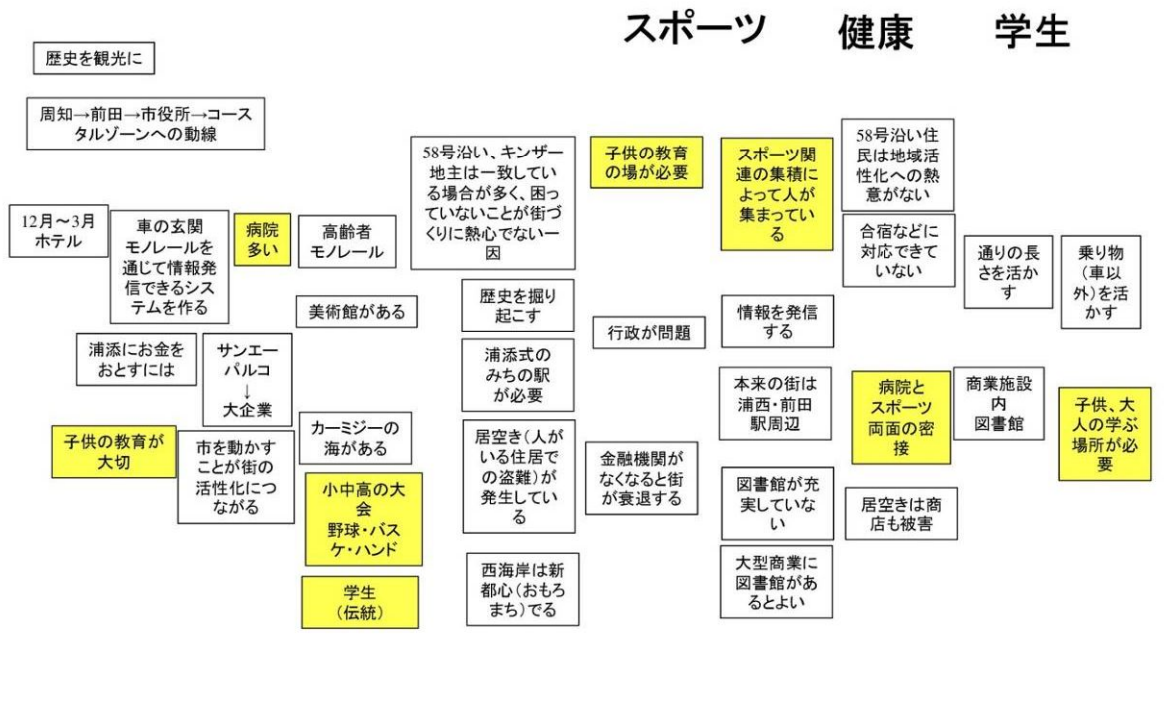 スポーツ 健康 学生
歴史を観光に
周知→前田→市役所→コース
タルゾーンへの動線
12月～3月
ホテル
車の玄関
モノレールを
通じて情報発
信できるシス
テムを作る
病院
多い
高齢者
モノレール
美術館がある
浦添にお金を
おとすには
サンエー
パルコ
↓
大企業
カーミジーの
海がある
子供の教育が
大切
市を動かす
ことが街の
活性化につ
ながる
小中高の大
会
野球・バス
ケ・ハンド
学生
（伝統）
58号沿い、キンザー
地主は一致してい
る場合が多く、困っ
ていないことが街づ
くりに熱心でない一
因
歴史を掘り
起こす
浦添式の
みちの駅
が必要
居空き（人が
いる住居で
の盗難）が
発生してい
る
西海岸は新
都心（おもろ
まち）でる
子供の教育
の場が必要
行政が問題
金融機関が
なくなると街
が衰退する
スポーツ関
連の集積に
よって人が
集まってい
る
情報を発信
する
本来の街は
浦西・前田
駅周辺
図書館が充
実していな
い
大型商業に
図書館があ
るとよい
58号沿い住
民は地域活
性化への熱
意がない
合宿などに
対応できて
いない
病院と
スポーツ
両面の密
接
居空きは商
店も被害
通りの長
さを活か
す
商業施設
内
図書館
乗り物
（車以
外）を活
かす
子供、大
人の学ぶ
場所が必
要